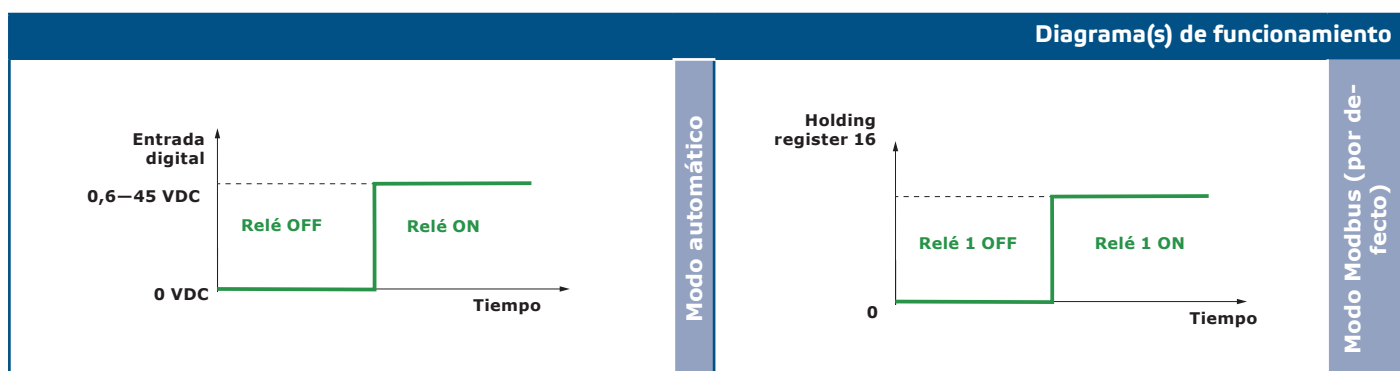 Diagrama(s) de funcionamiento
Entrada
digital
0,6—45 VDC
Relé OFF
Relé ON
0 VDC
Tiempo
Modo automático
Holding
register 16
Relé 1 OFF
Relé 1 ON
0
Tiempo
Modo Modbus (por de-
fecto)